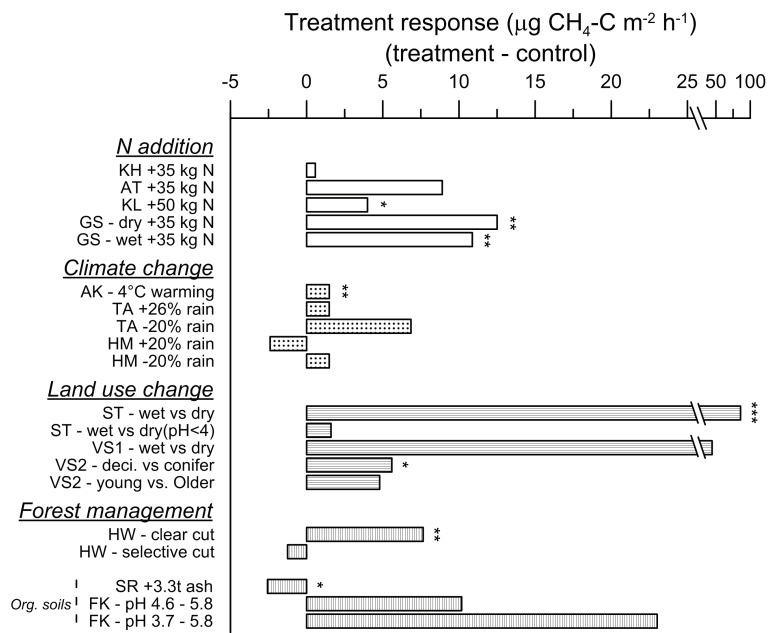 Treatment response (μg CH₄-C m⁻² h⁻¹)
(treatment - control)
-5 0 5 10 15 20 25 50 100
N addition
KH +35 kg N
AT +35 kg N
KL +50 kg N *
GS - dry +35 kg N **
GS - wet +35 kg N **
Climate change
AK - 4°C warming **
TA +26% rain
TA -20% rain
HM +20% rain
HM -20% rain
Land use change
ST - wet vs dry ***
ST - wet vs dry(pH<4)
VS1 - wet vs dry
VS2 - deci. vs conifer *
VS2 - young vs. Older
Forest management
HW - clear cut **
HW - selective cut
SR +3.3t ash *
Org. soils FK - pH 4.6 - 5.8
FK - pH 3.7 - 5.8